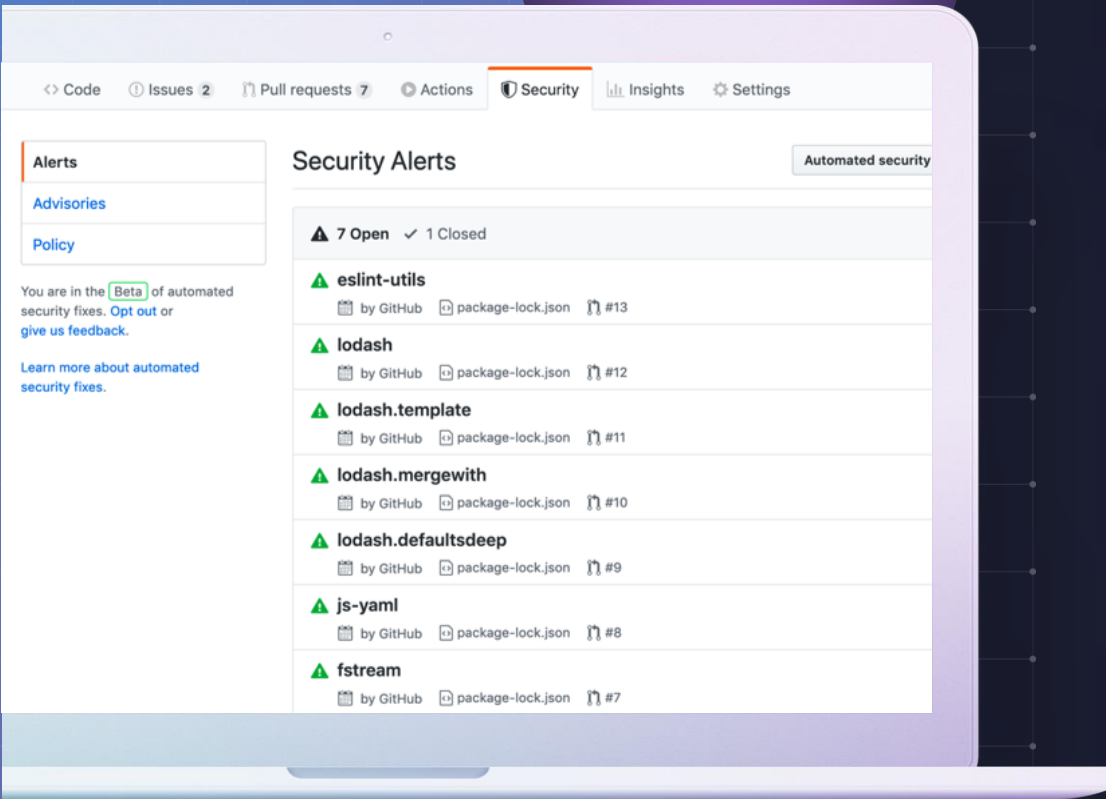 Code Issues 2 Pull requests 7 Actions Security Insights Settings
Alerts
Advisories
Policy
You are in the Beta of automated
security fixes. Opt out or
give us feedback.
Learn more about automated
security fixes.
Security Alerts
Automated security
7 Open 1 Closed
eslint-utils
by GitHub package-lock.json #13
lodash
by GitHub package-lock.json #12
lodash.template
by GitHub package-lock.json #11
lodash.mergewith
by GitHub package-lock.json #10
lodash.defaultsdeep
by GitHub package-lock.json #9
js-yaml
by GitHub package-lock.json #8
fstream
by GitHub package-lock.json #7